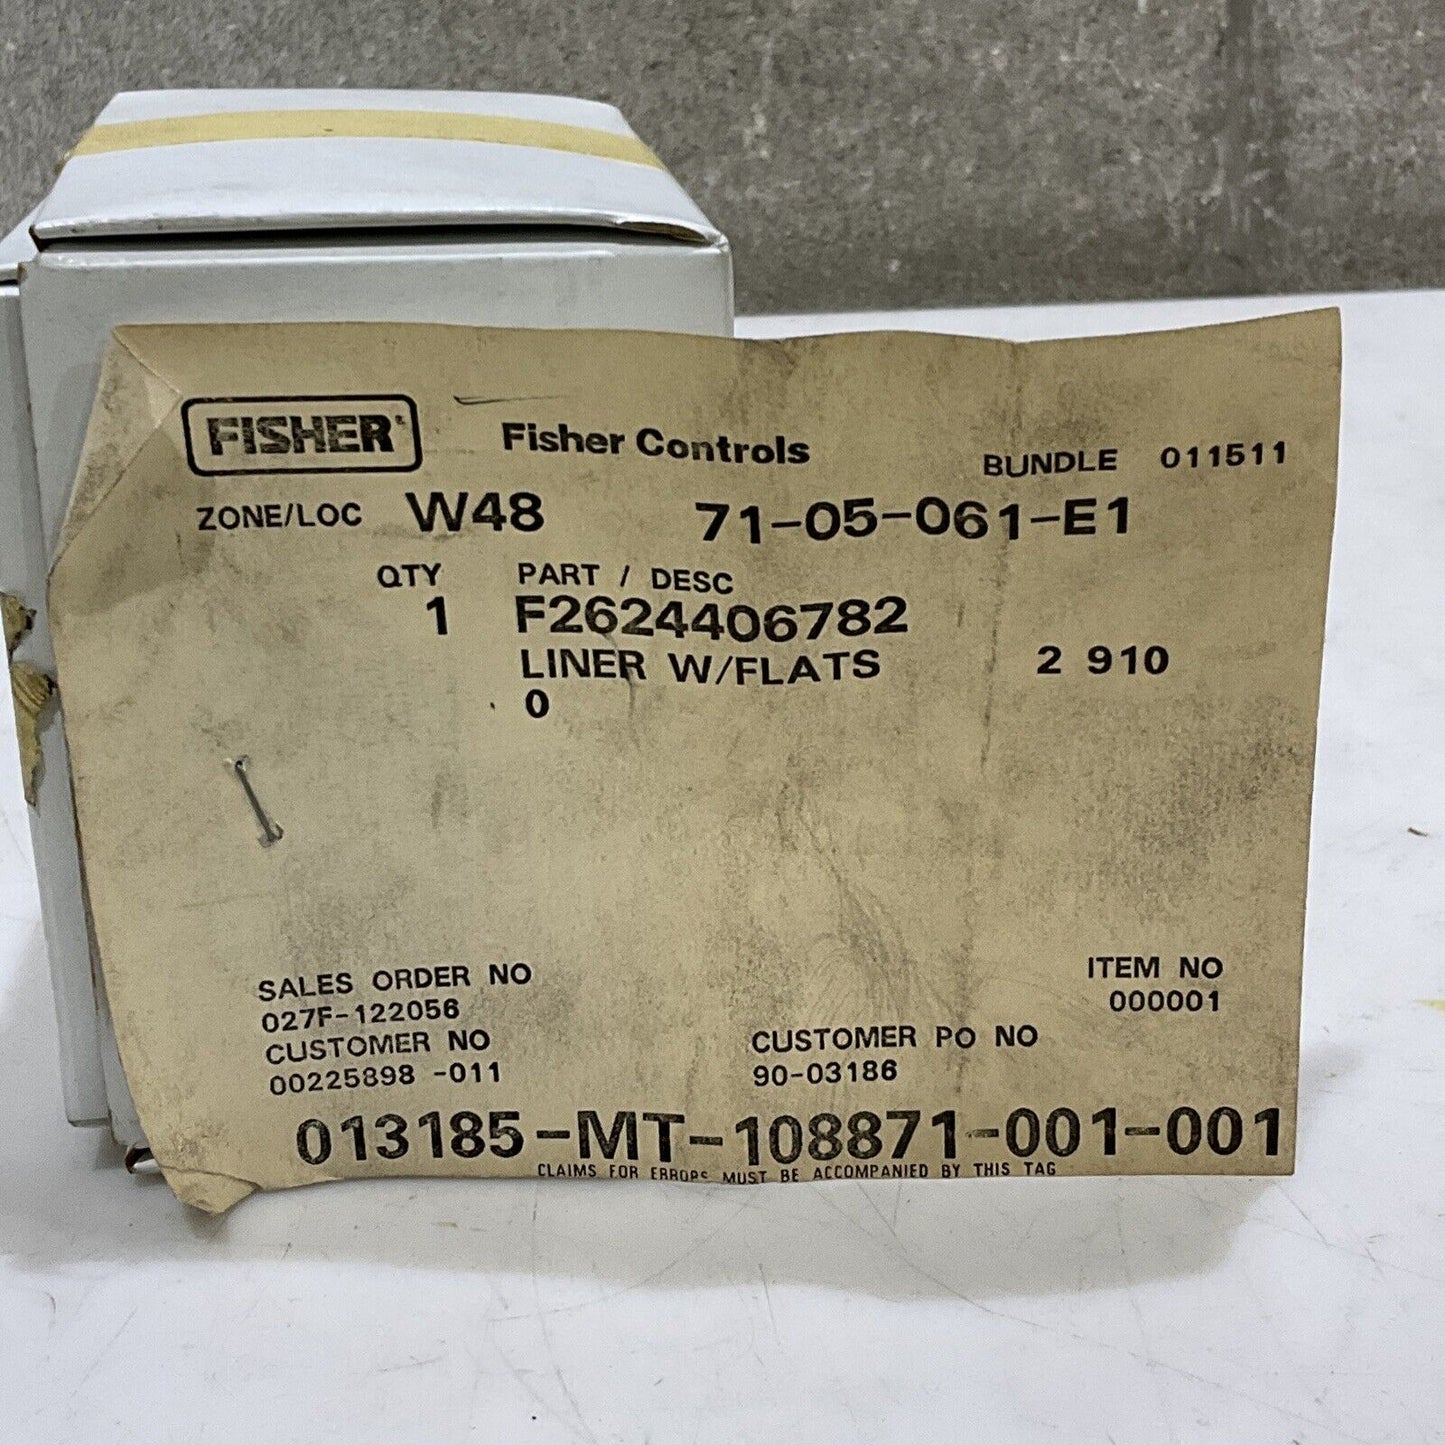 FISHER Fisher Controls BUNDLE 011511
ZONE/LOC W48 71-05-061-E1
QTY PART / DESC
1 F2624406782
LINER W/FLATS 2 910
0
SALES ORDER NO ITEM NO
027F-122056 000001
CUSTOMER NO CUSTOMER PO NO
00225898 -011 90-03186
013185-MT-108871-001-001
CLAIMS FOR ERRORS MUST BE ACCOMPANIED BY THIS TAG